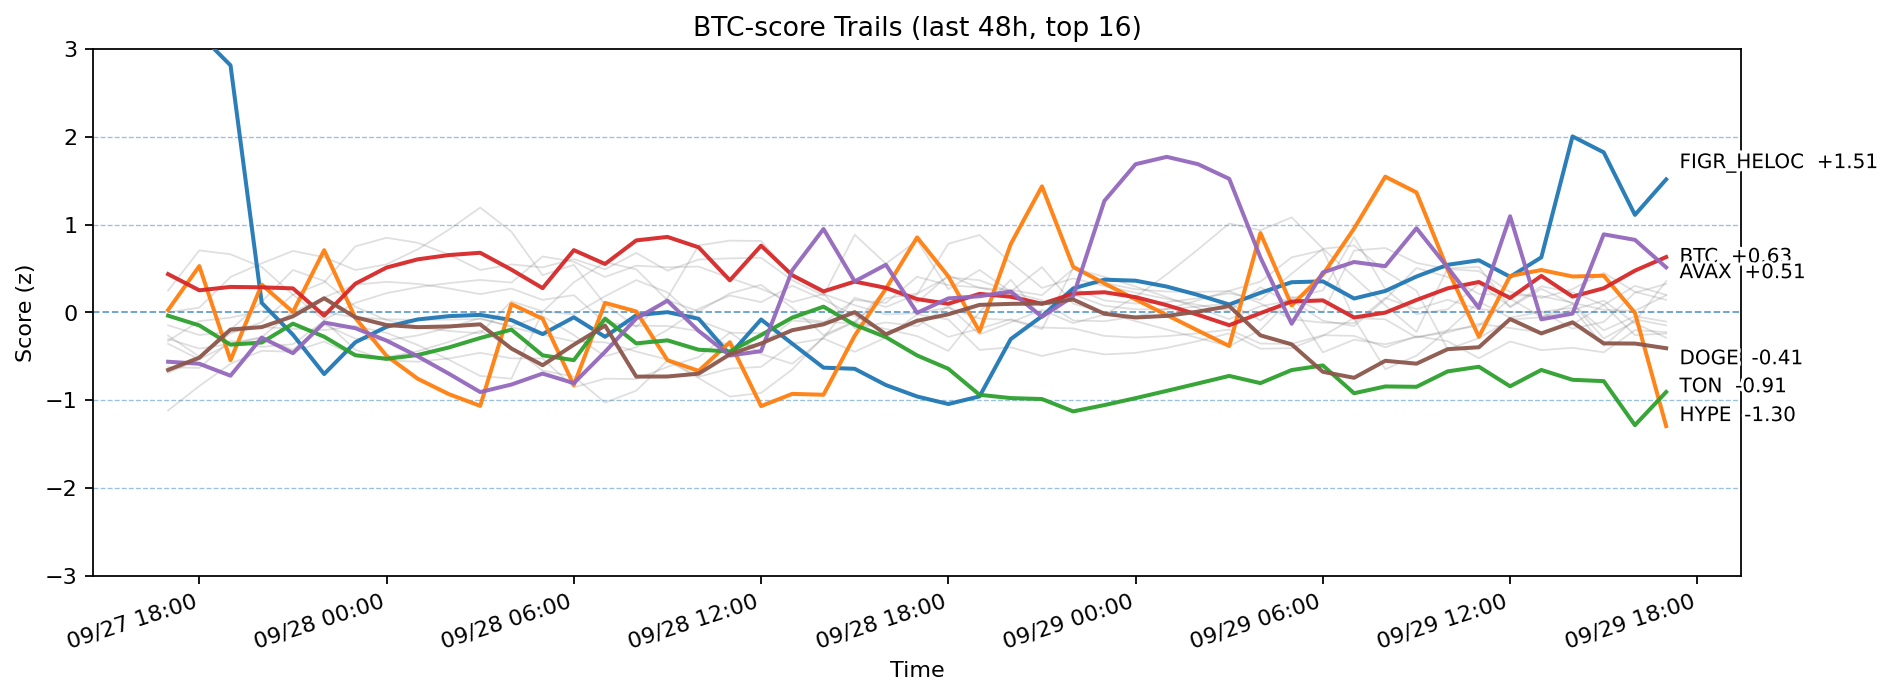 BTC-score Trails (last 48h, top 16)
Score (z)
3
2
1
0
−1
−2
−3
FIGR_HELOC +1.51
BTC +0.63
AVAX +0.51
DOGE -0.41
TON -0.91
HYPE -1.30
09/27 18:00
09/28 00:00
09/28 06:00
09/28 12:00
09/28 18:00
09/29 00:00
09/29 06:00
09/29 12:00
09/29 18:00
Time